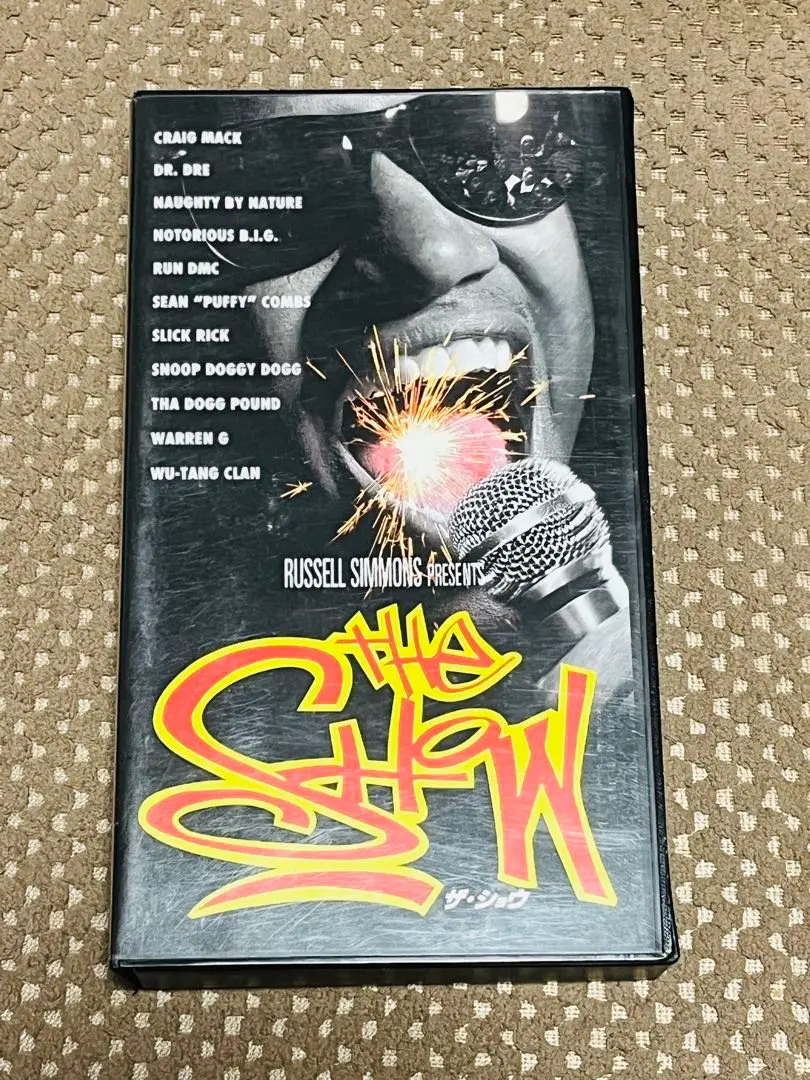 CRAIG MACK
DR. DRE
NAUGHTY BY NATURE
NOTORIOUS B.I.G.
RUN DMC
SEAN "PUFFY" COMBS
SLICK RICK
SNOOP DOGGY DOGG
THA DOGG POUND
WARREN G
WU-TANG CLAN
RUSSELL SIMMONS PRESENTS
THE
SHOW
ザ・ショウ